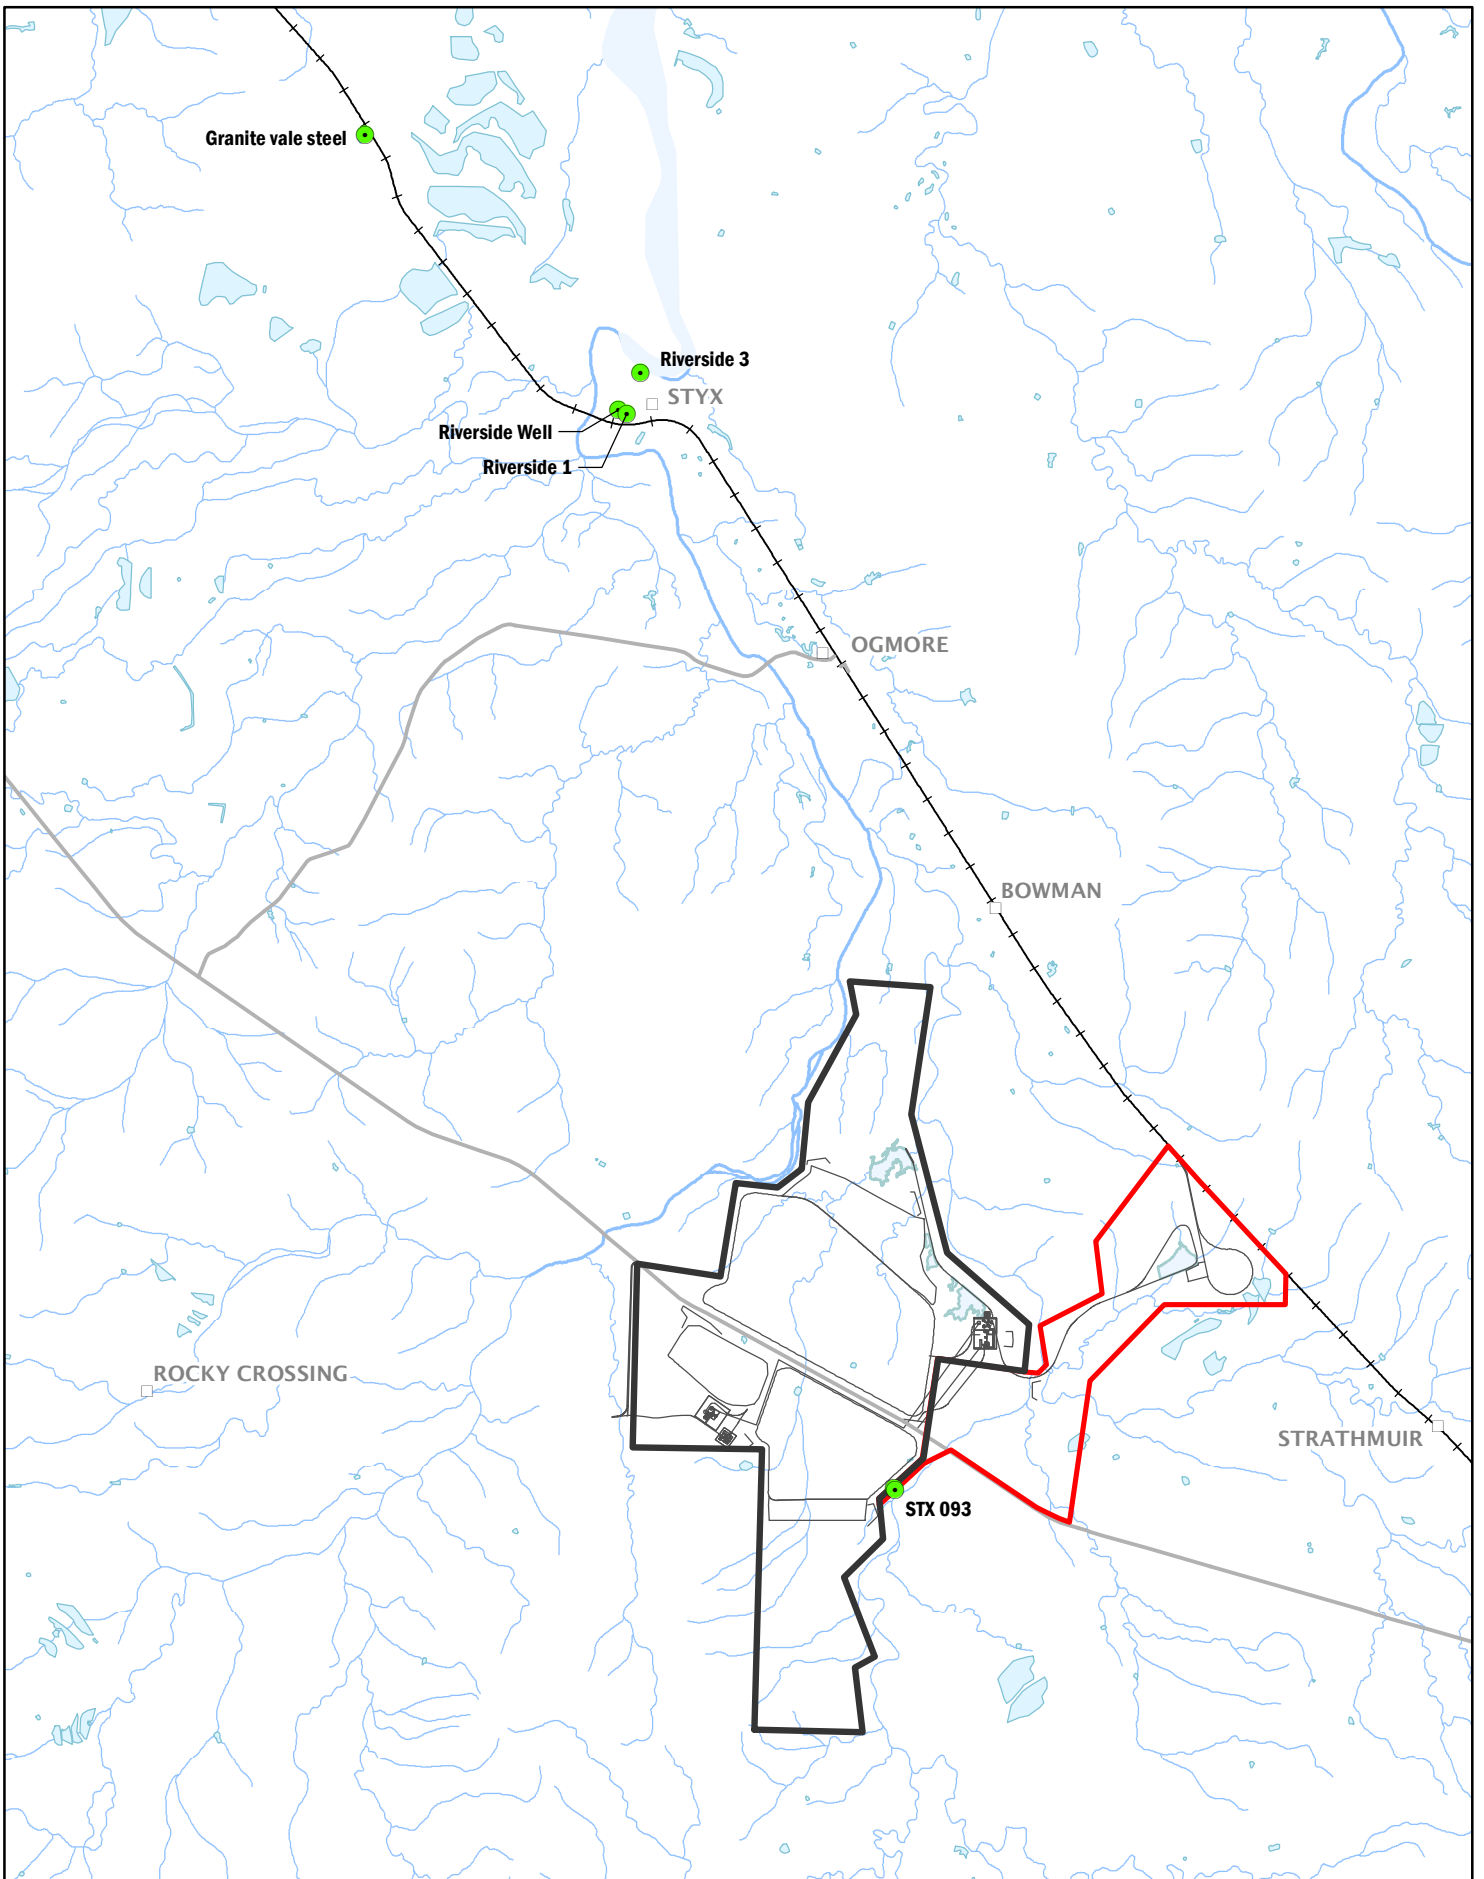 Granite vale steel
Riverside 3
STYX
Riverside Well
Riverside 1
OGMORE
BOWMAN
ROCKY CROSSING
STRATHMUIR
STX 093